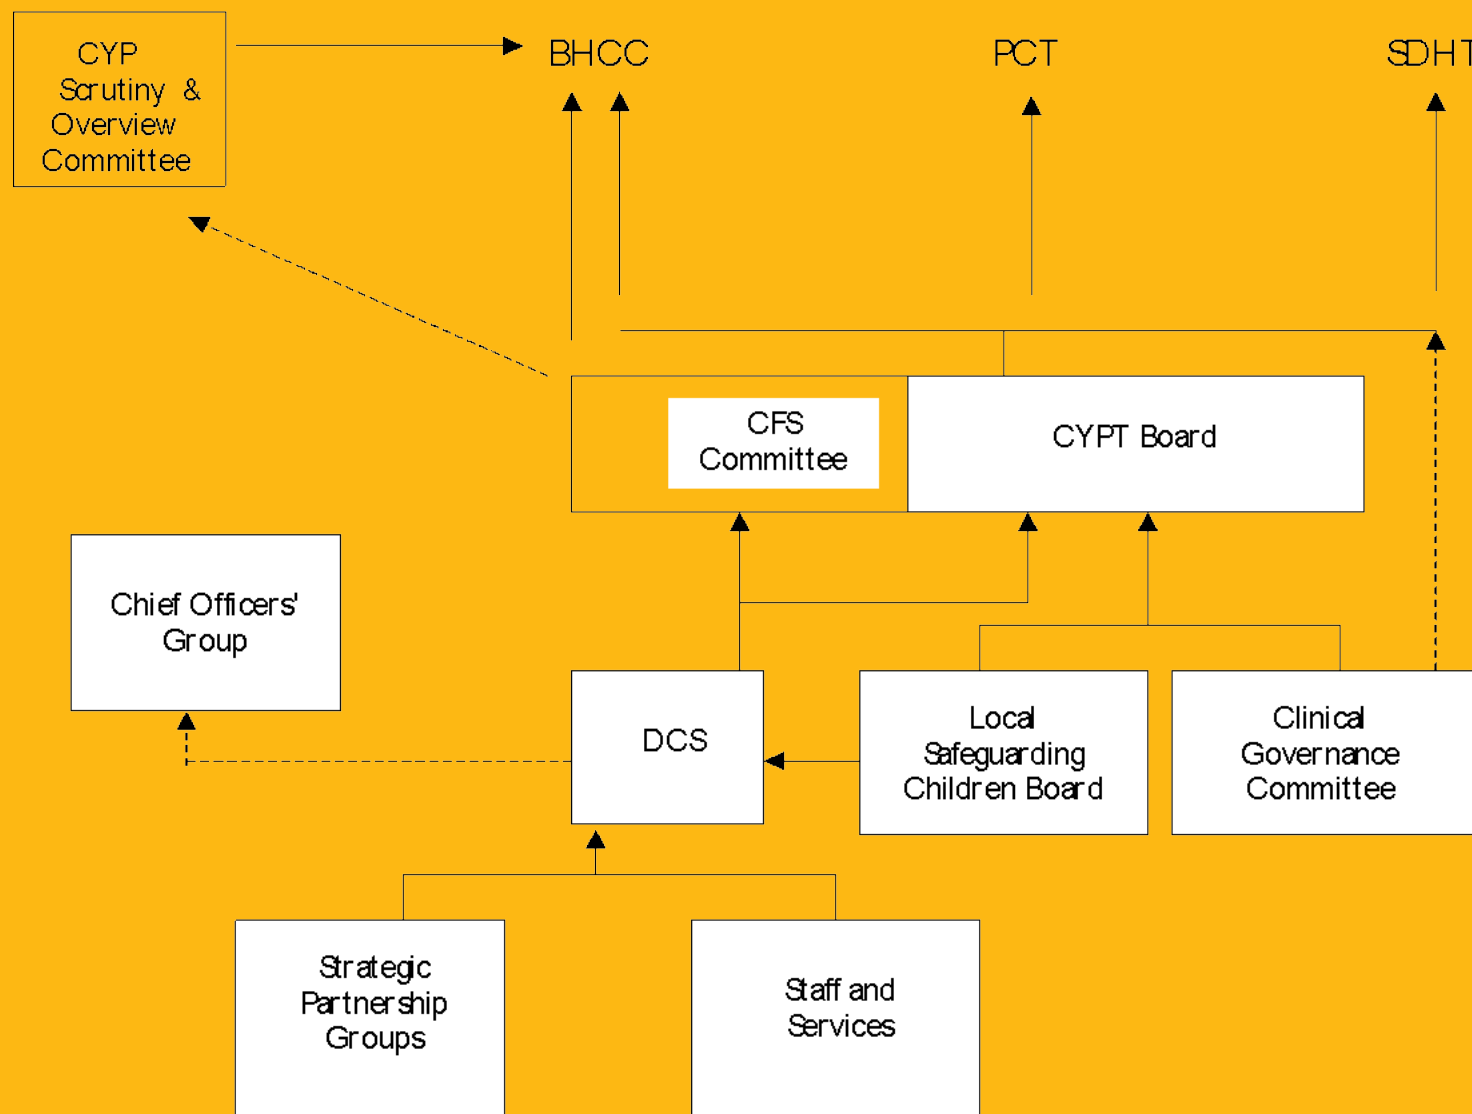 CYP
Scrutiny &
Overview
Committee
BHCC
PCT
SDHT
CFS
Committee
CYPT Board
Chief Officers'
Group
DCS
Local
Safeguarding
Children Board
Clinical
Governance
Committee
Strategic
Partnership
Groups
Staff and
Services